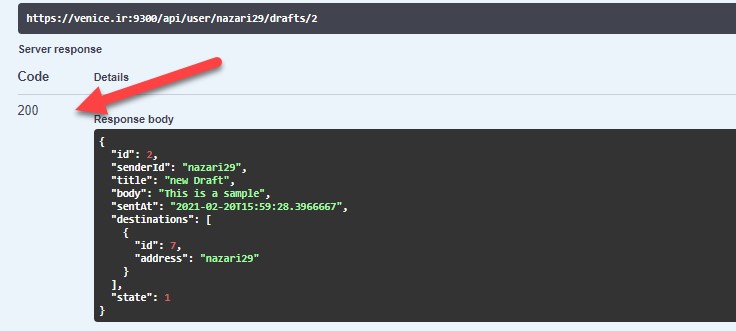 https://venice.ir:9300/api/user/nazari29/drafts/2
Server response
Code Details
200
Response body
{
  "id": 2,
  "senderId": "nazari29",
  "title": "new Draft",
  "body": "This is a sample",
  "sentAt": "2021-02-20T15:59:28.3966667",
  "destinations": [
    {
      "id": 7,
      "address": "nazari29"
    }
  ],
  "state": 1
}